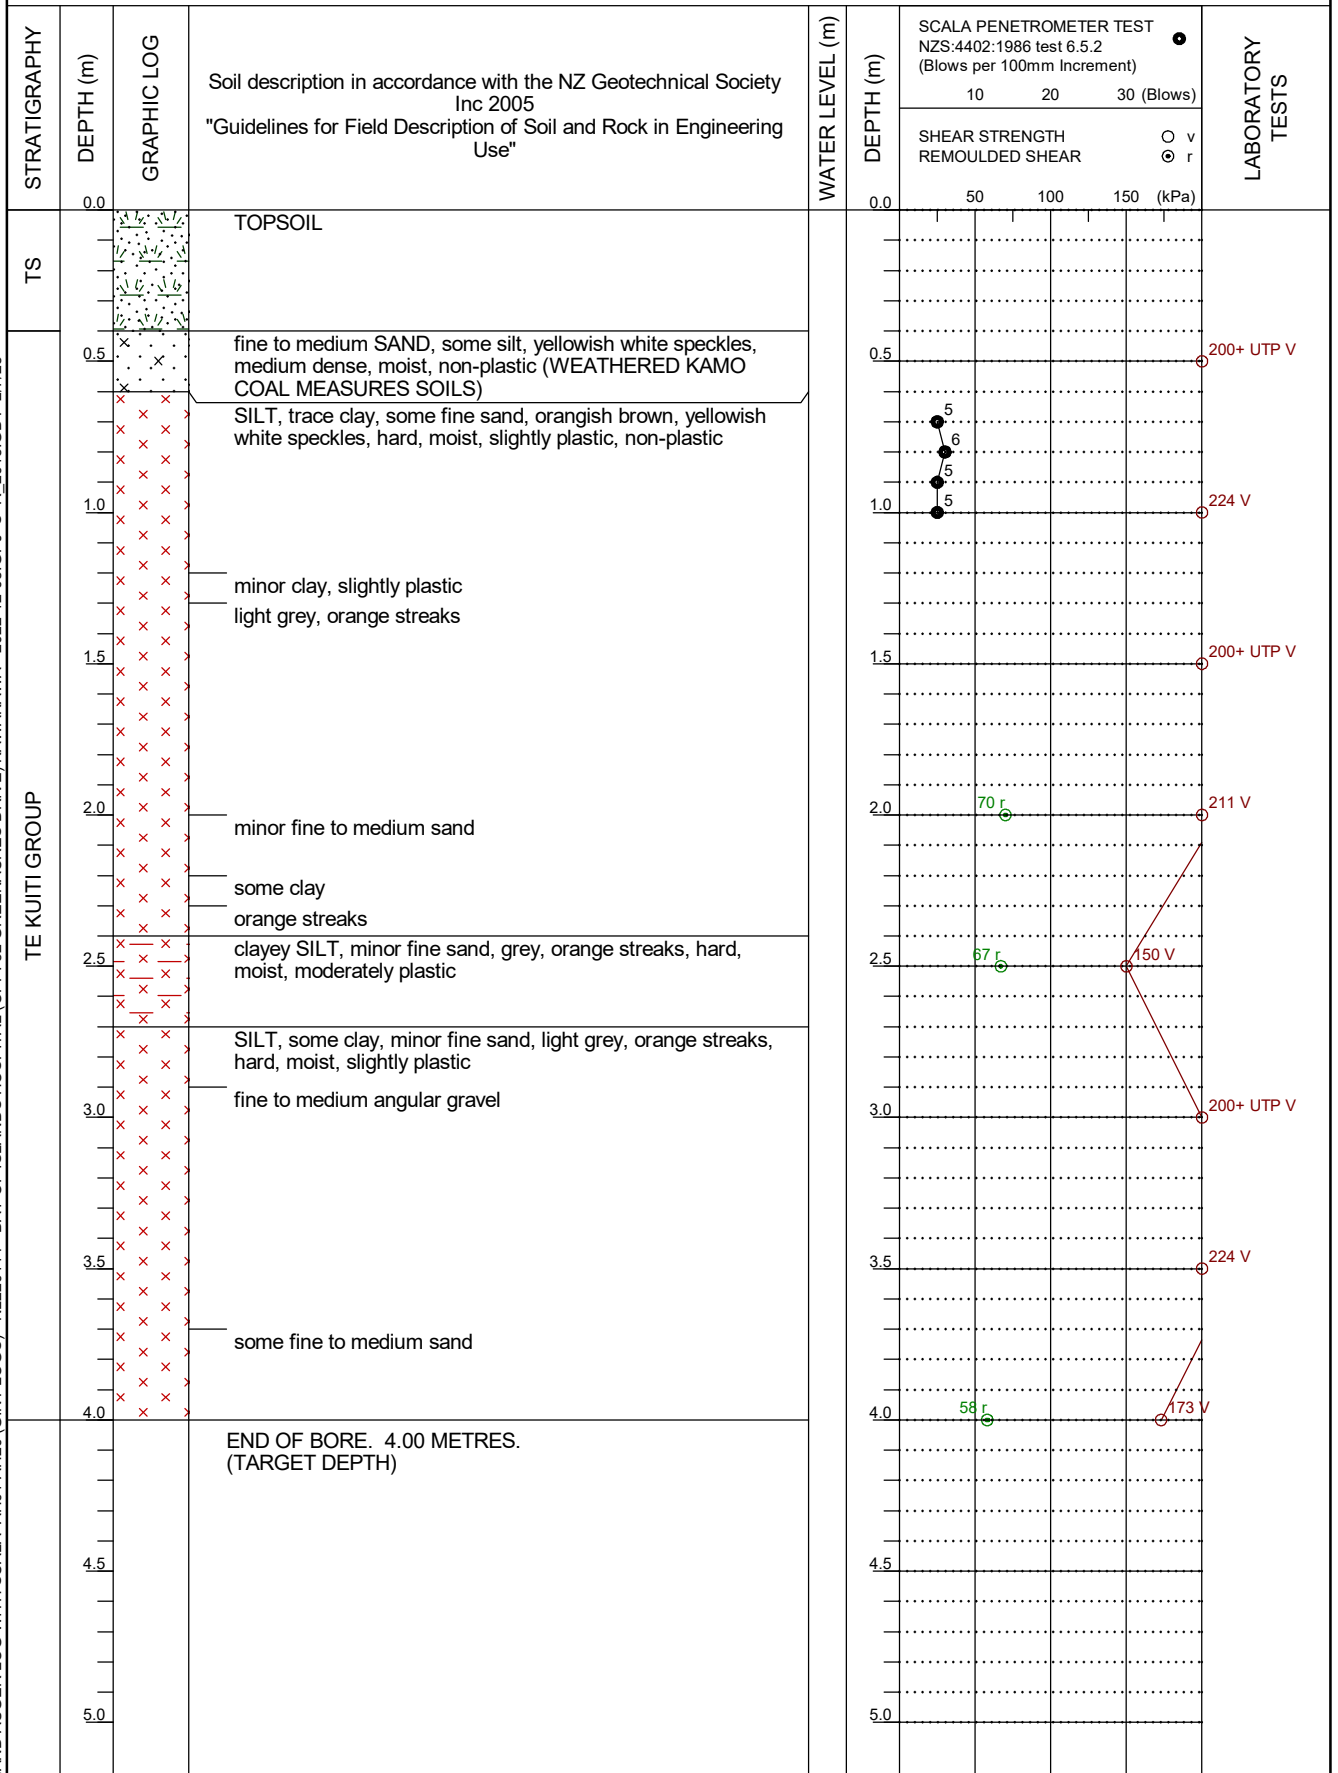 STRATIGRAPHY
DEPTH (m)
GRAPHIC LOG
Soil description in accordance with the NZ Geotechnical Society
Inc 2005
"Guidelines for Field Description of Soil and Rock in Engineering
Use"
WATER LEVEL (m)
DEPTH (m)
SCALA PENETROMETER TEST
NZS:4402:1986 test 6.5.2
(Blows per 100mm Increment)
10 20 30 (Blows)
SHEAR STRENGTH v
REMOULDED SHEAR r
50 100 150 (kPa)
LABORATORY
TESTS
0.0 0.0
TS
TOPSOIL
fine to medium SAND, some silt, yellowish white speckles,
medium dense, moist, non-plastic (WEATHERED KAMO
COAL MEASURES SOILS)
0.5 0.5 200+ UTP V
SILT, trace clay, some fine sand, orangish brown, yellowish
white speckles, hard, moist, slightly plastic, non-plastic
5
6
5
5
1.0 1.0 224 V
minor clay, slightly plastic
light grey, orange streaks
1.5 1.5 200+ UTP V
TE KUITI GROUP
2.0 2.0 70 r 211 V
minor fine to medium sand
some clay
orange streaks
clayey SILT, minor fine sand, grey, orange streaks, hard,
moist, moderately plastic
2.5 2.5 67 r 150 V
SILT, some clay, minor fine sand, light grey, orange streaks,
hard, moist, slightly plastic
fine to medium angular gravel
3.0 3.0 200+ UTP V
3.5 3.5 224 V
some fine to medium sand
4.0 4.0 58 r 173 V
END OF BORE. 4.00 METRES.
(TARGET DEPTH)
4.5 4.5
5.0 5.0